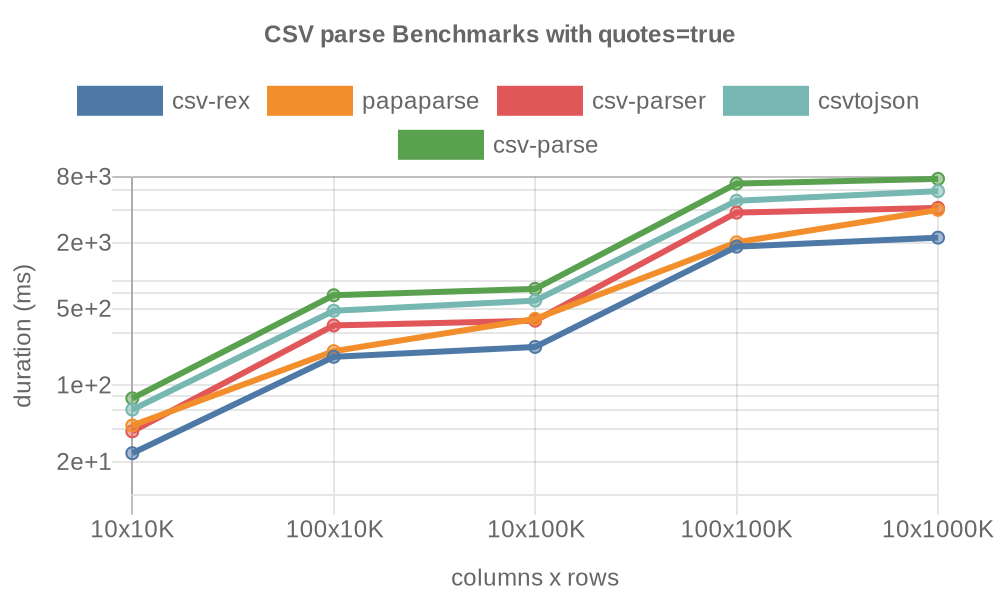 CSV parse Benchmarks with quotes=true
csv-rex papaparse csv-parser csvtojson
csv-parse
8e+3
2e+3
5e+2
1e+2
2e+1
duration (ms)
10x10K 100x10K 10x100K 100x100K 10x1000K
columns x rows